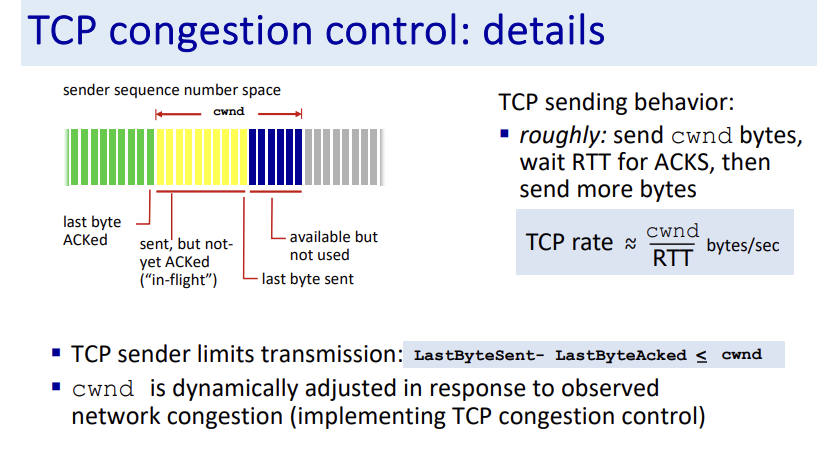 TCP congestion control: details
sender sequence number space
cwnd
last byte
ACKed
sent, but not-
yet ACKed
(“in-flight”)
available but
not used
last byte sent
TCP sending behavior:
▪ roughly: send cwnd bytes,
wait RTT for ACKS, then
send more bytes
TCP rate ≈ cwnd
RTT bytes/sec
▪ TCP sender limits transmission: LastByteSent- LastByteAcked ≤ cwnd
▪ cwnd is dynamically adjusted in response to observed
network congestion (implementing TCP congestion control)